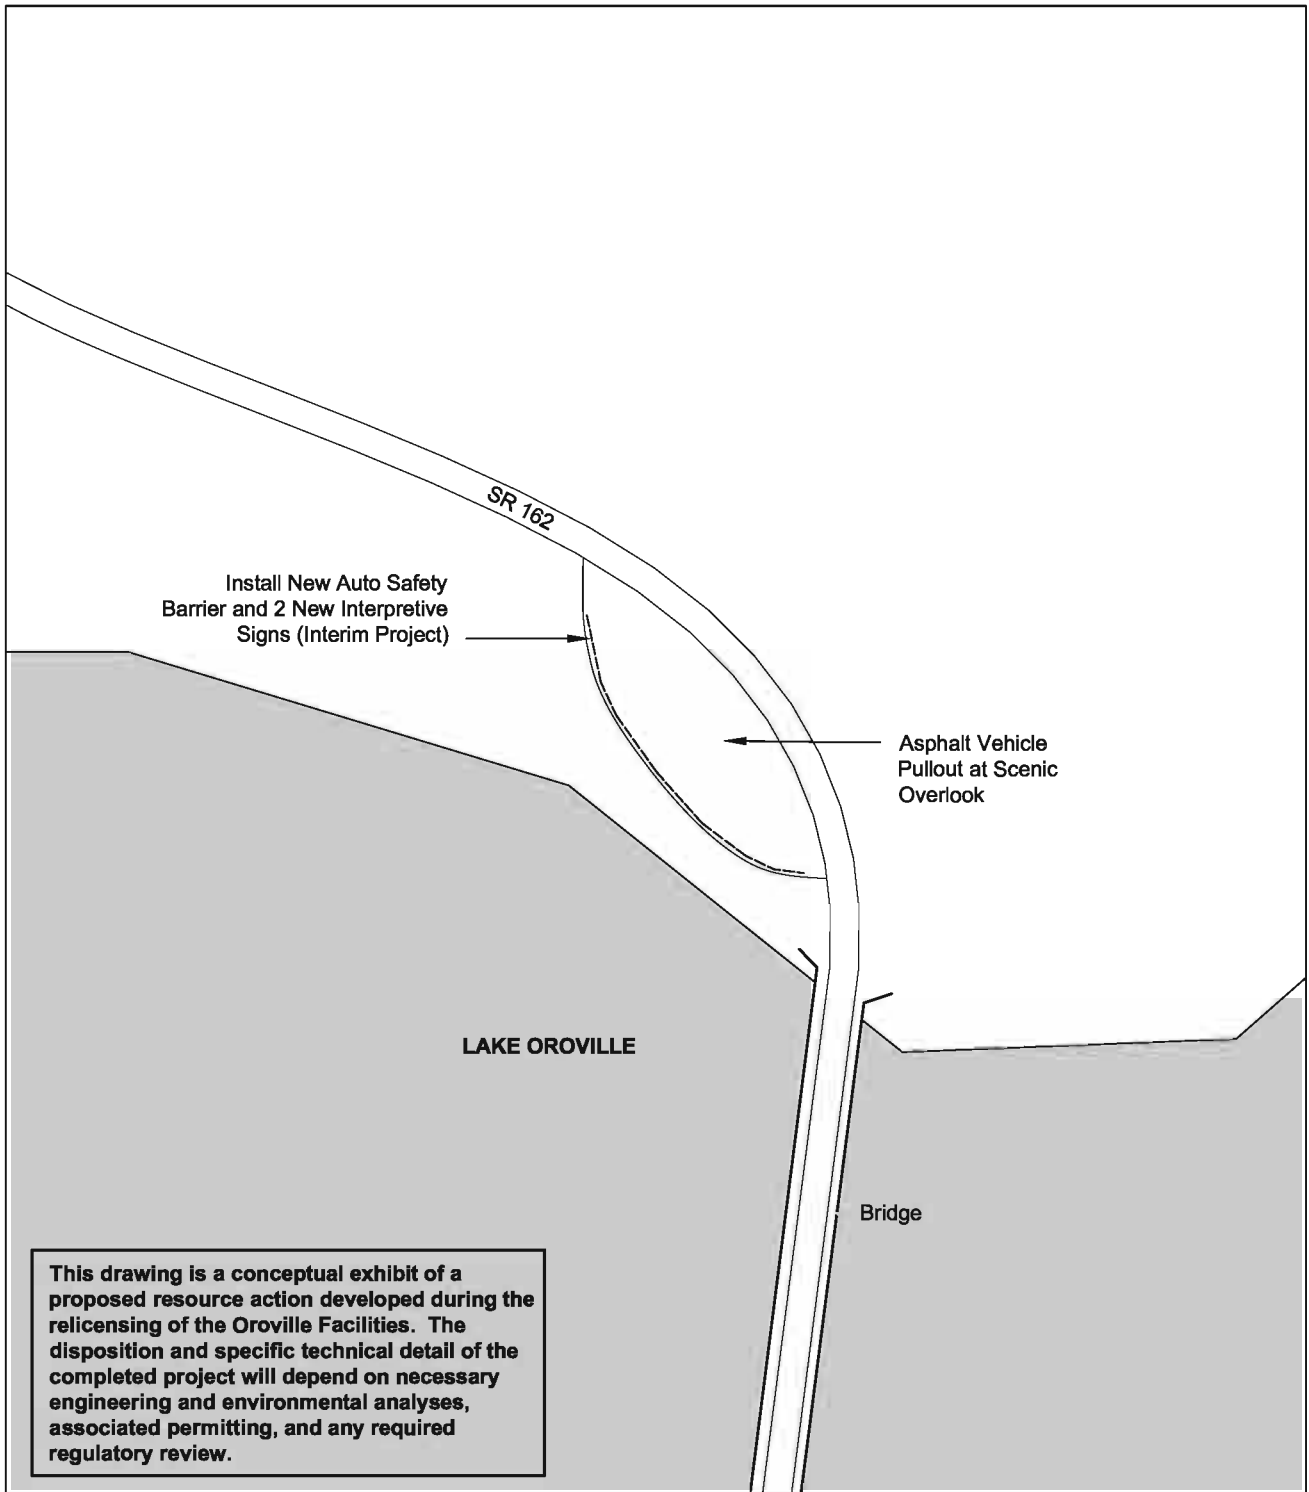 SR 162
Install New Auto Safety
Barrier and 2 New Interpretive
Signs (Interim Project)
Asphalt Vehicle
Pullout at Scenic
Overlook
LAKE OROVILLE
Bridge
This drawing is a conceptual exhibit of a
proposed resource action developed during the
relicensing of the Oroville Facilities. The
disposition and specific technical detail of the
completed project will depend on necessary
engineering and environmental analyses,
associated permitting, and any required
regulatory review.